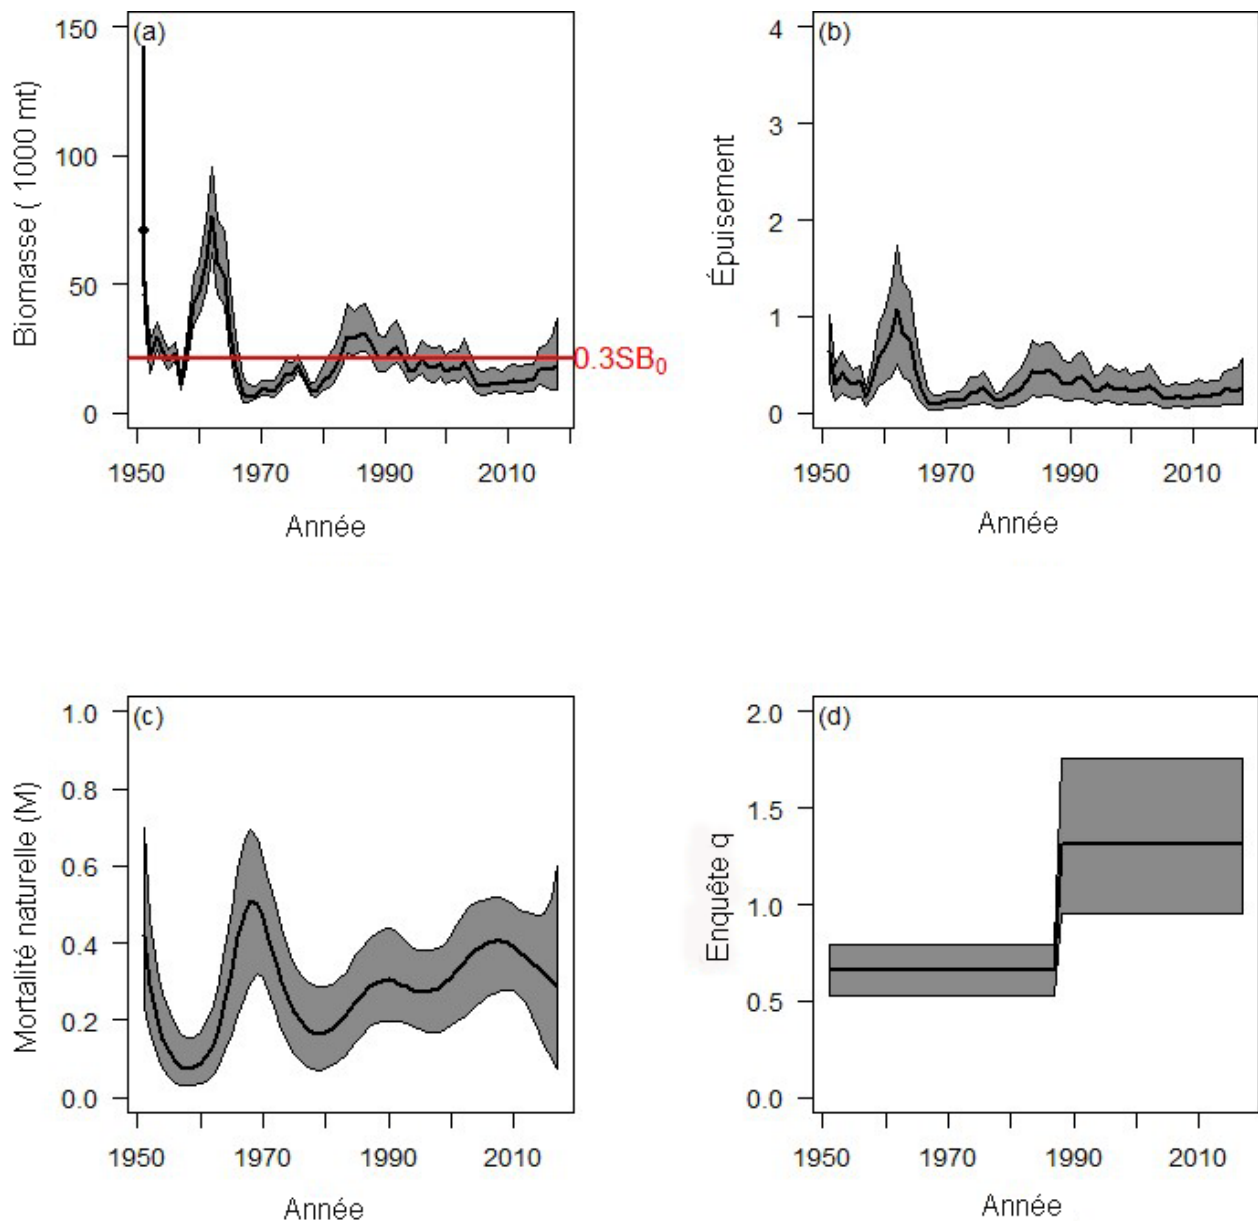 (a)
150
100
50
0
Biomasse ( 1000 mt)
0.3SB₀
1950 1970 1990 2010
Année
(b)
4
3
2
1
0
Épuisement
1950 1970 1990 2010
Année
(c)
1.0
0.8
0.6
0.4
0.2
0.0
Mortalité naturelle (M)
1950 1970 1990 2010
Année
(d)
2.0
1.5
1.0
0.5
0.0
Enquête q
1950 1970 1990 2010
Année